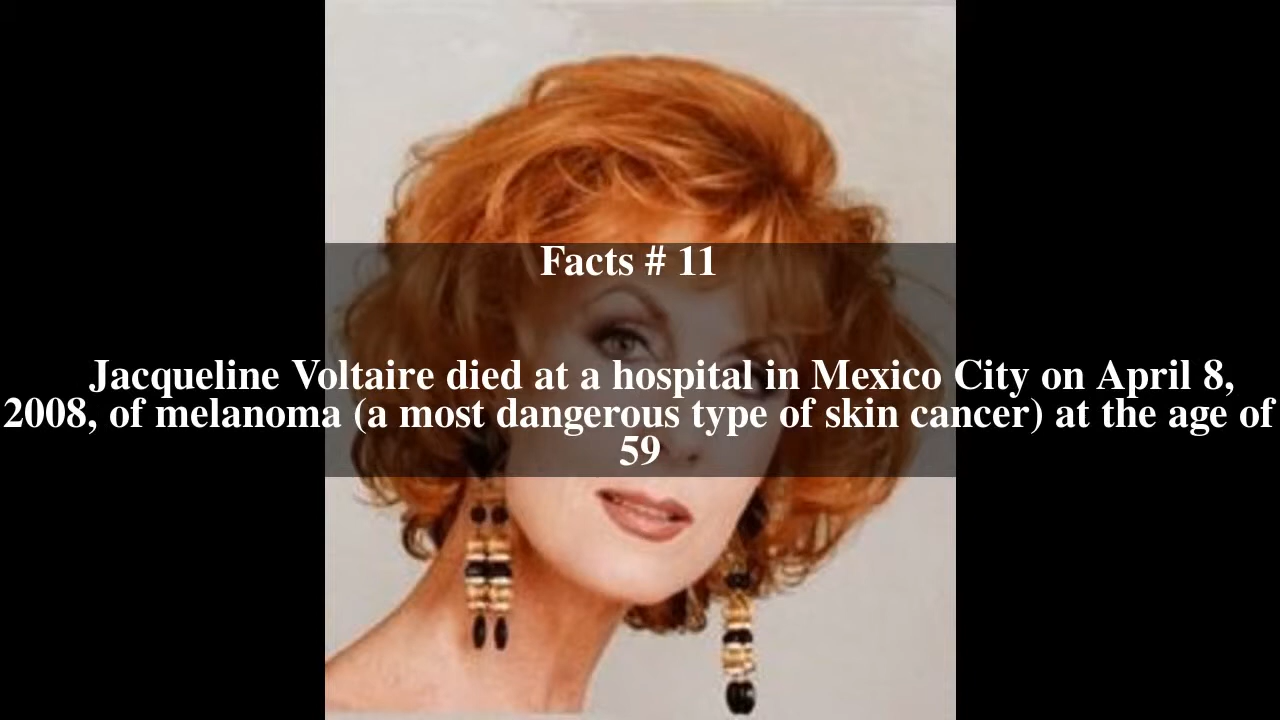 Facts # 11
Jacqueline Voltaire died at a hospital in Mexico City on April 8,
2008, of melanoma (a most dangerous type of skin cancer) at the age of
59